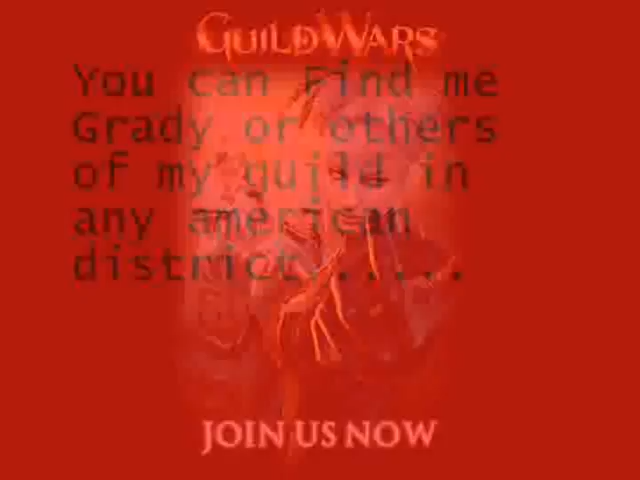 GUILD WARS
You can Find me
Grady or others
of my guild in
any american
district.......
JOIN US NOW